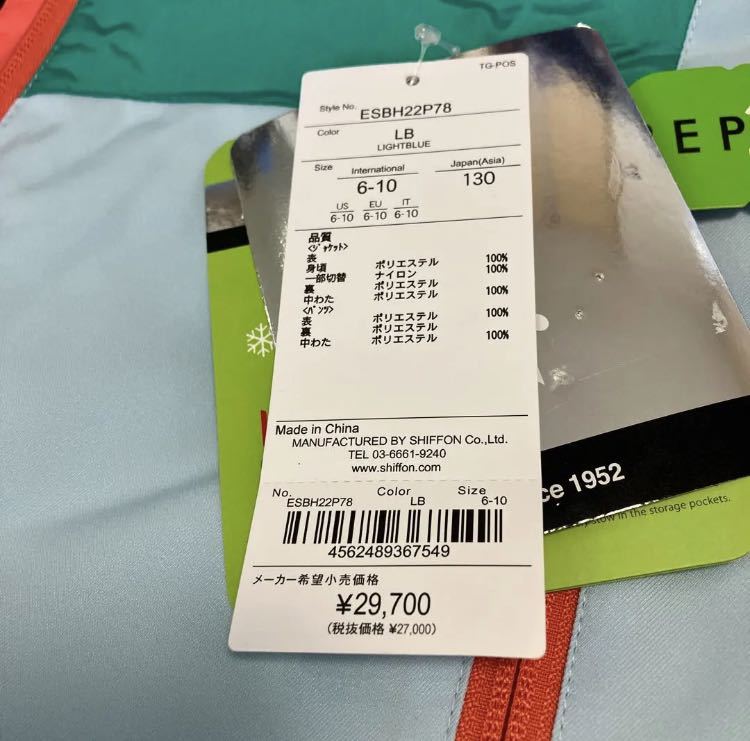 TG-POS
Style No. ESBH22P78
Color LB
LIGHTBLUE
Size International Japan(Asia)
6-10 130
US EU IT
6-10 6-10 6-10
品質
<ｼﾞｬｹｯﾄ>
表
身頃 ポリエステル 100%
一部切替 ナイロン 100%
裏 ポリエステル
中わた ポリエステル 100%
<ﾊﾟﾝﾂ>
表 ポリエステル 100%
裏 ポリエステル
中わた ポリエステル 100%
Made in China
MANUFACTURED BY SHIFFON Co.,Ltd.
TEL 03-6661-9240
www.shiffon.com
No. Color Size
ESBH22P78 LB 6-10
4562489367549
メーカー希望小売価格
¥29,700
(税抜価格 ¥27,000)
EP
1952
in the storage pockets.